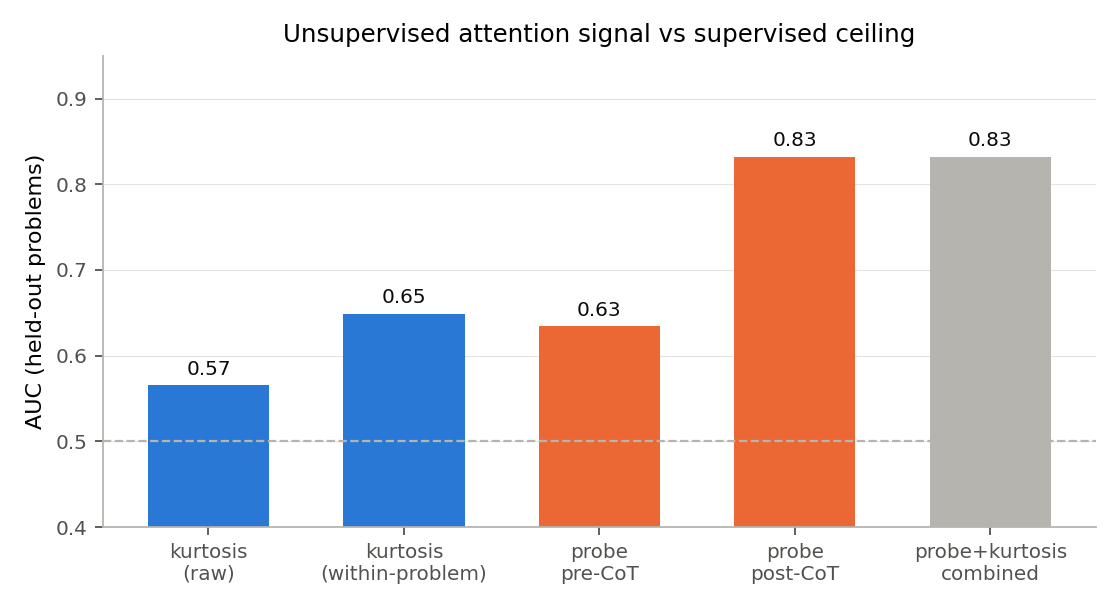 Unsupervised attention signal vs supervised ceiling
AUC (held-out problems)
0.9
0.8
0.7
0.6
0.5
0.4
0.57
0.65
0.63
0.83
0.83
kurtosis
(raw)
kurtosis
(within-problem)
probe
pre-CoT
probe
post-CoT
probe+kurtosis
combined